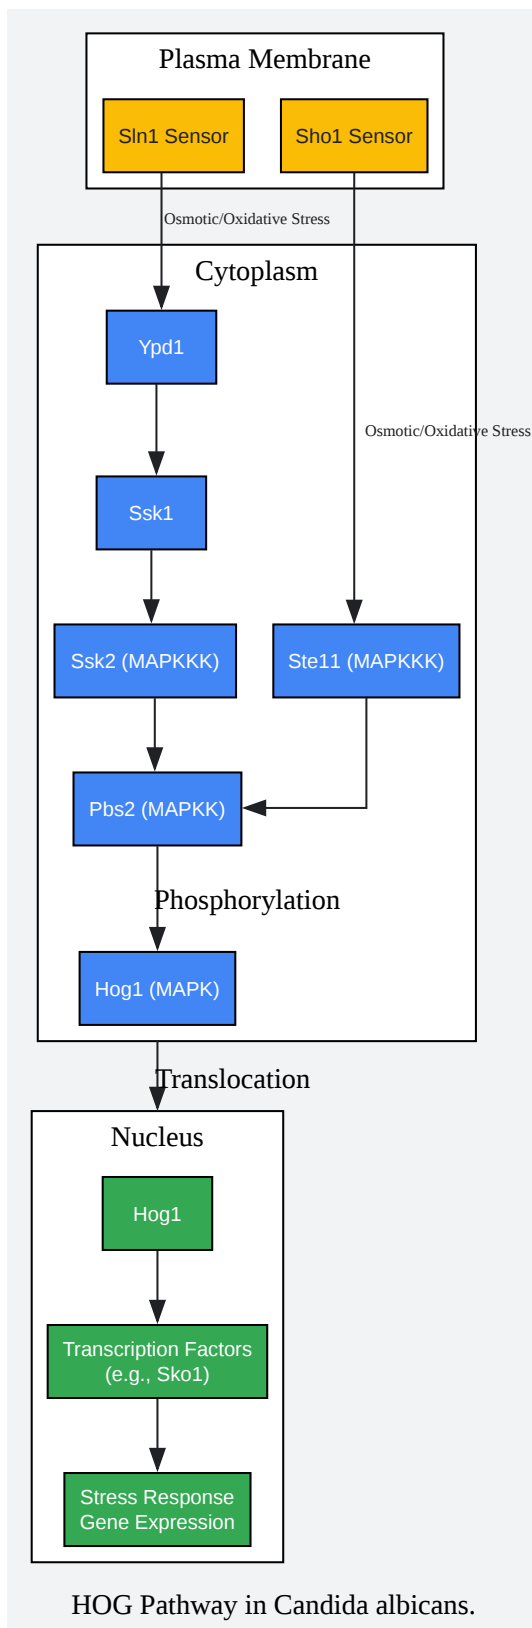 Plasma Membrane
Sln1 Sensor
Sho1 Sensor
Osmotic/Oxidative Stress
Cytoplasm
Ypd1
Osmotic/Oxidative Stress
Ssk1
Ssk2 (MAPKKK)
Ste11 (MAPKKK)
Pbs2 (MAPKK)
Phosphorylation
Hog1 (MAPK)
Translocation
Nucleus
Hog1
Transcription Factors
(e.g., Sko1)
Stress Response
Gene Expression
HOG Pathway in Candida albicans.